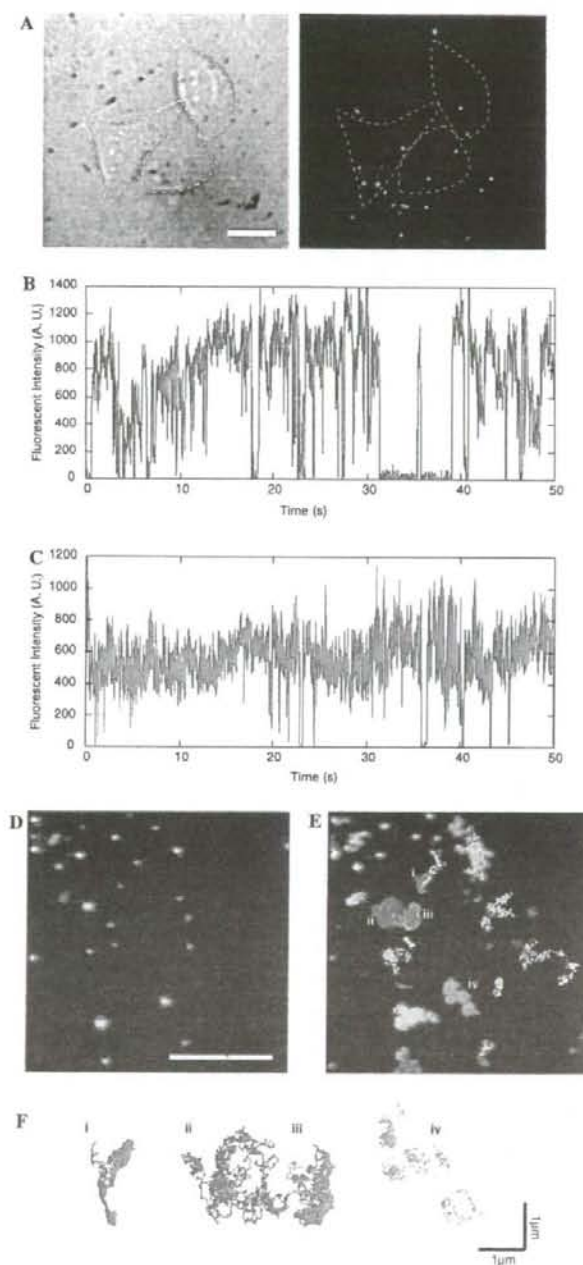 A
B
Fluorescent Intensity (A. U.)
1400
1200
1000
800
600
400
200
0
0 10 20 30 40 50
Time (s)
C
Fluorescent Intensity (A. U.)
1200
1000
800
600
400
200
0
0 10 20 30 40 50
Time (s)
D
E
i
ii
iii
iv
F
i
ii
iii
iv
1μm
1μm